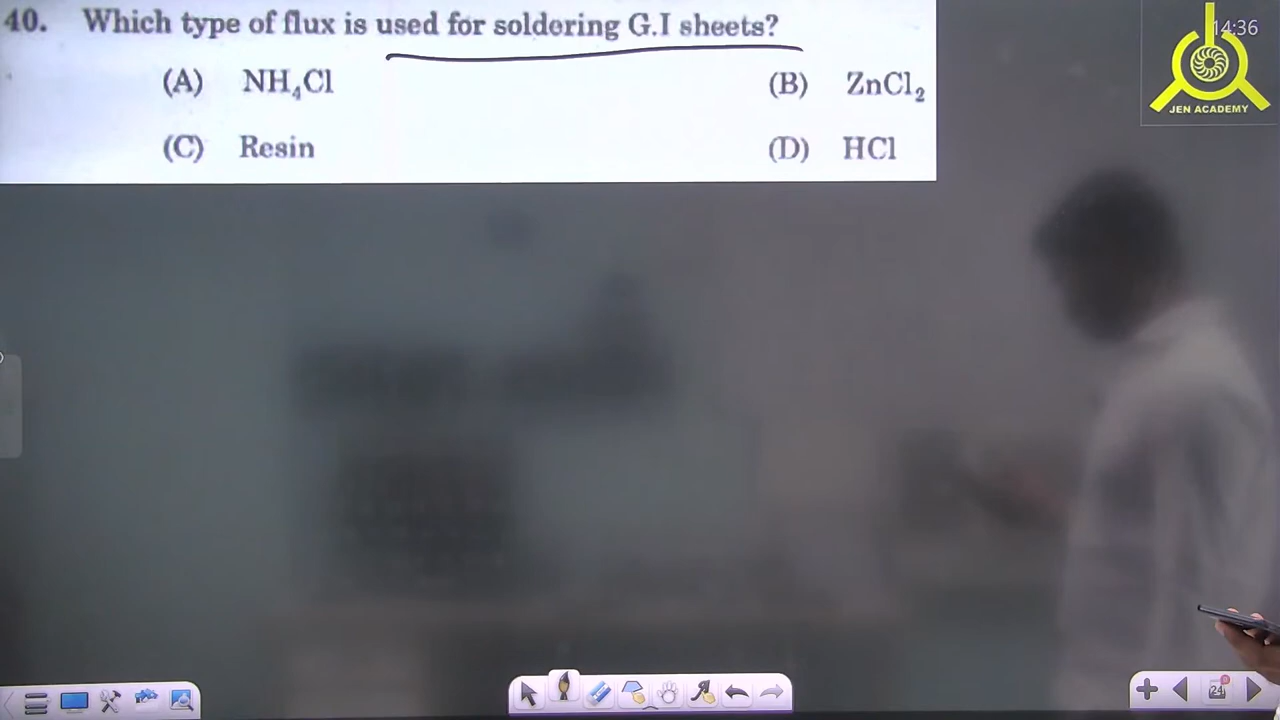 40. Which type of flux is used for soldering G.I sheets?
(A) NH₄Cl (B) ZnCl₂
(C) Resin (D) HCl
14:36
JEN ACADEMY
24